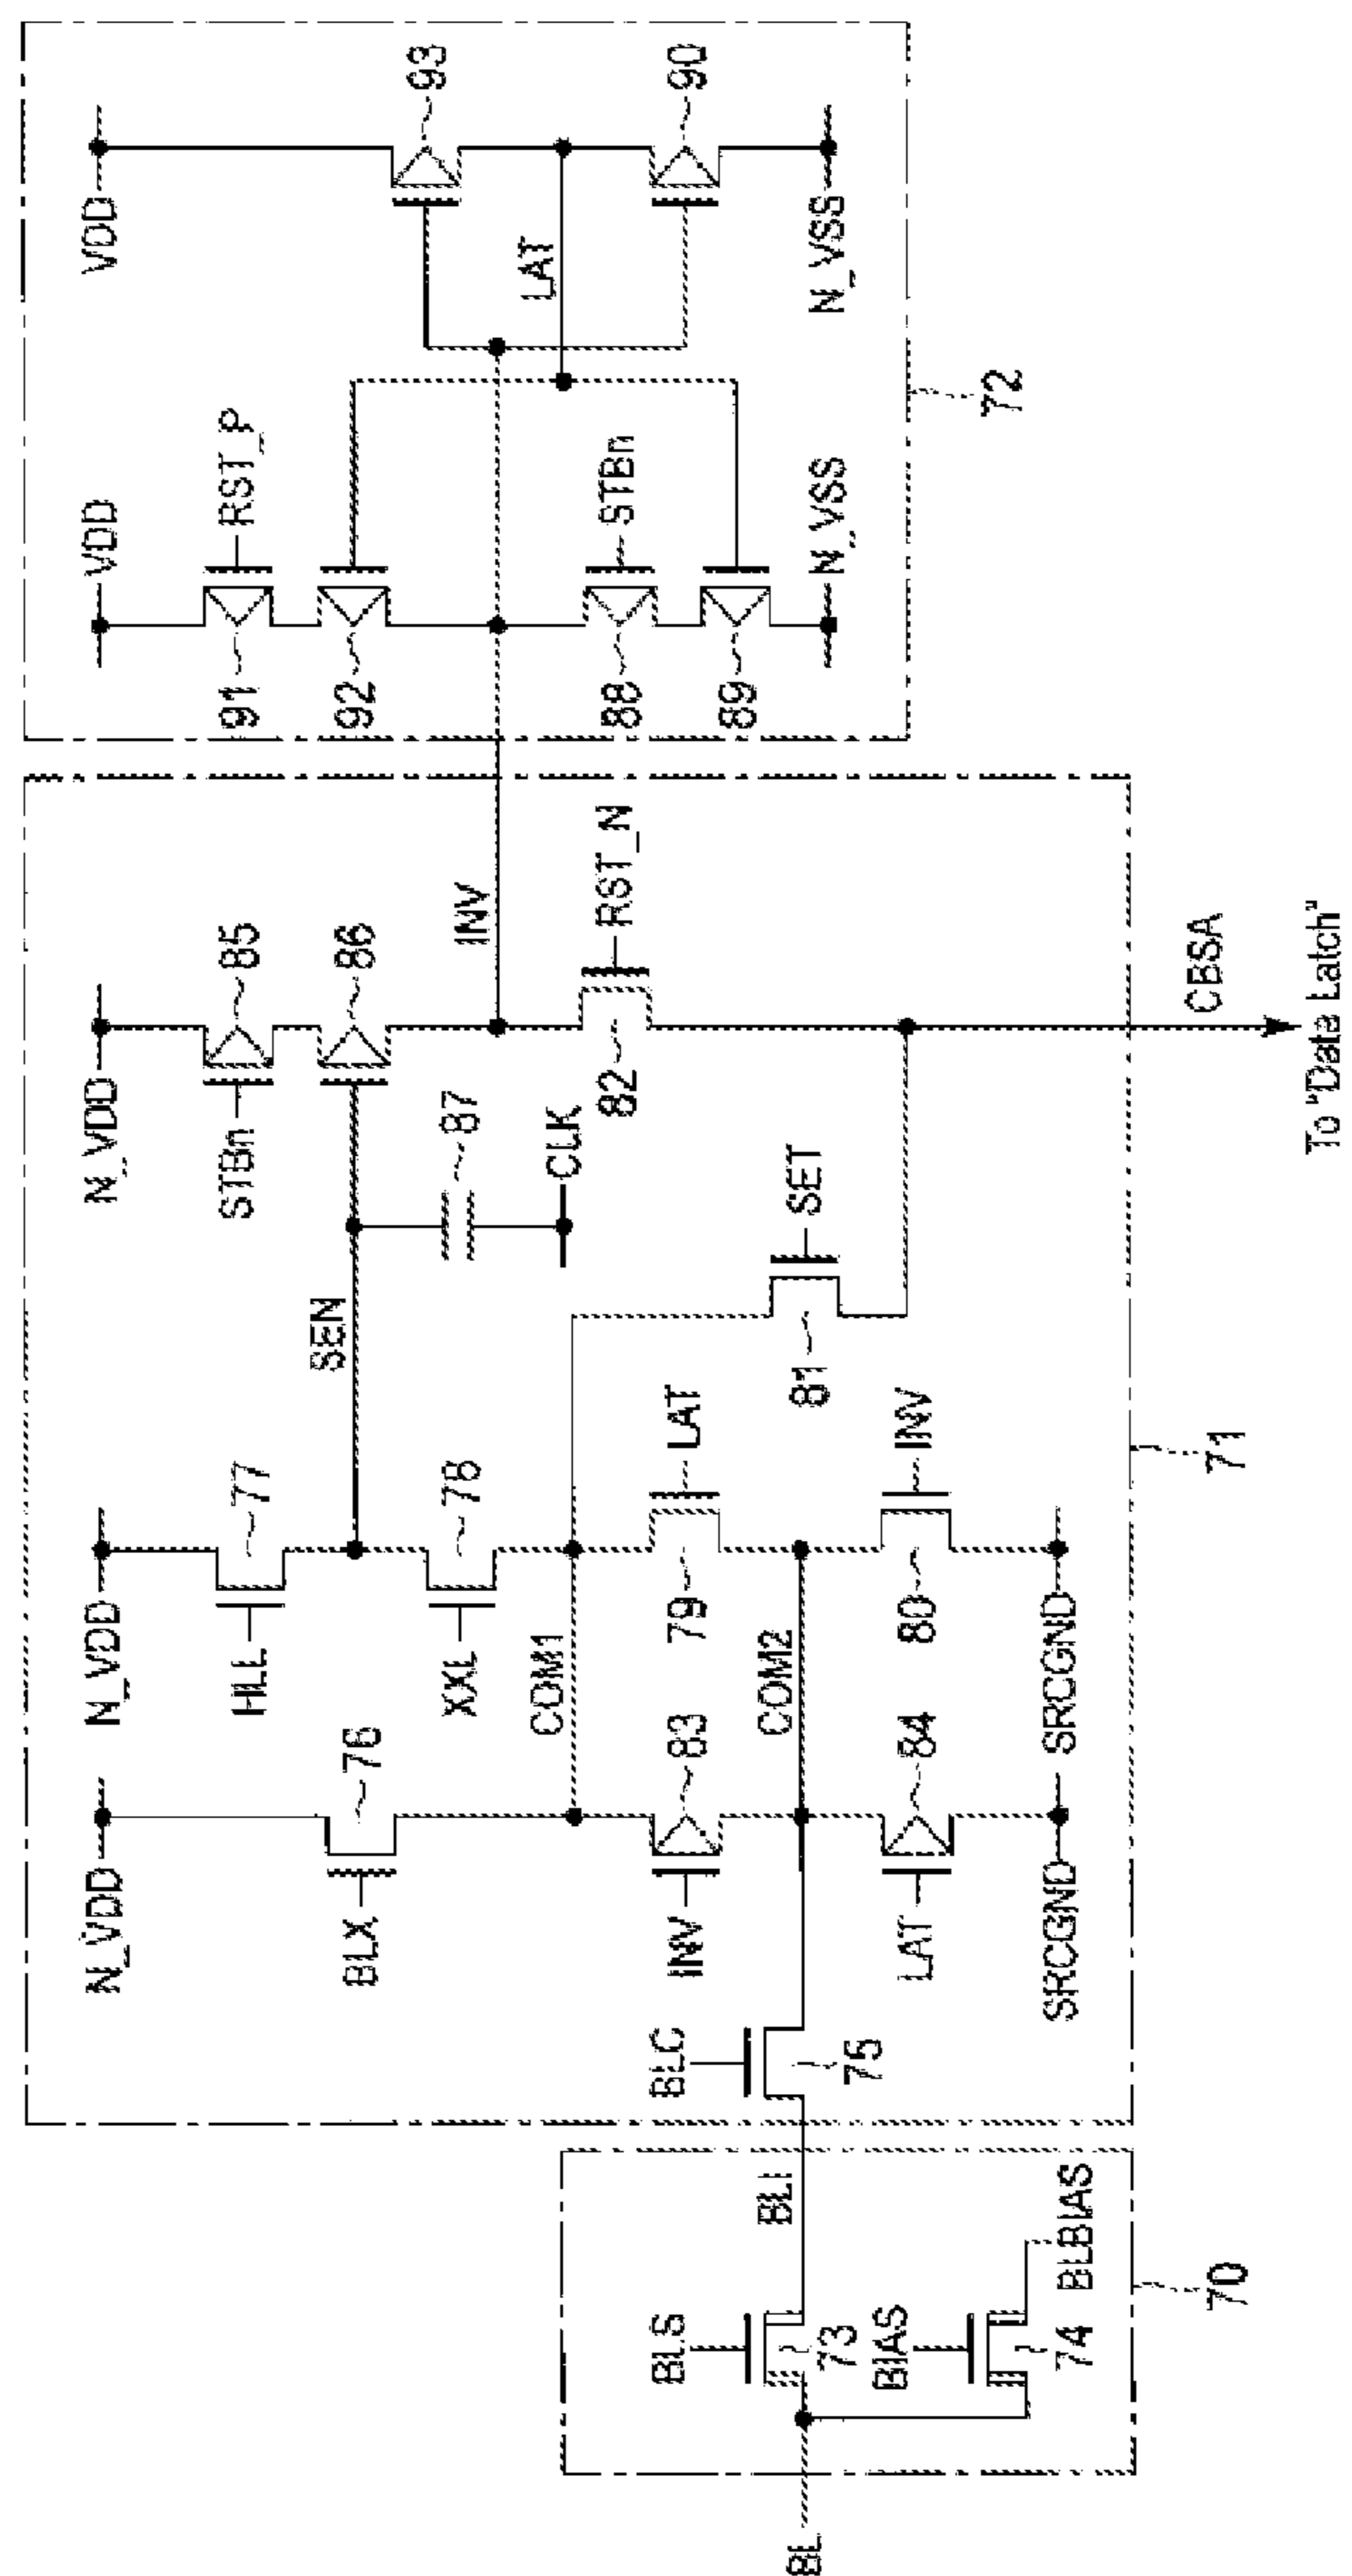 VDD
VDD
93
RST_P
91
92
LAT
STBn
88
89
90
N_VSS
N_VSS
72
N_VDD
N_VDD
N_VDD
85
STBn
86
HLL
77
SEN
87
CLK
INV
BLX
76
XXL
78
COM1
RST_N
82
SET
81
INV
83
79
LAT
COM2
LAT
84
80
INV
SRCGND
SRCGND
BLC
75
71
CBSA
To "Data Latch"
BLI
BLS
73
BIAS
74
BLBIAS
BL
70